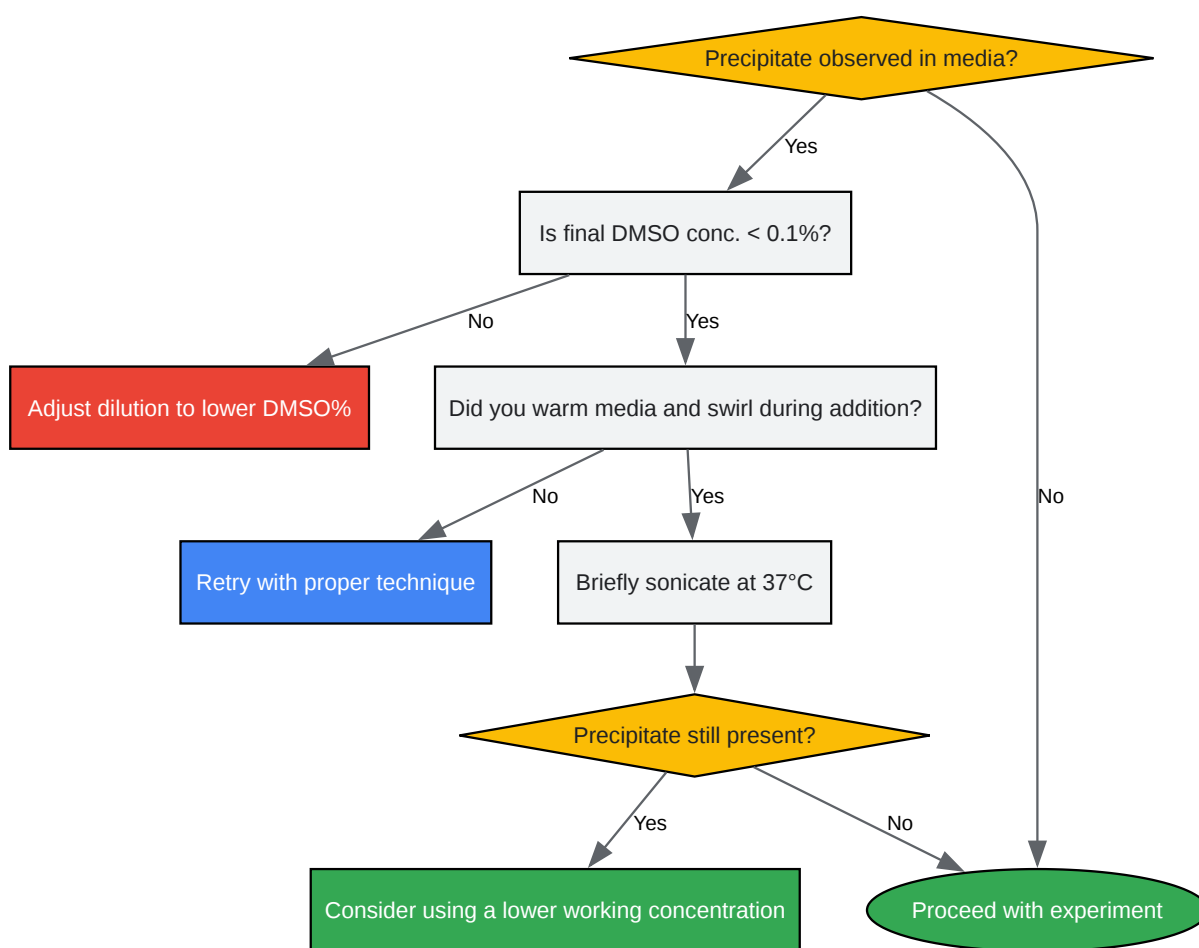 Precipitate observed in media?
Yes
Is final DMSO conc. < 0.1%?
No
Yes
Adjust dilution to lower DMSO%
Did you warm media and swirl during addition?
No
Yes
No
Retry with proper technique
Briefly sonicate at 37°C
Precipitate still present?
Yes
No
Consider using a lower working concentration
Proceed with experiment